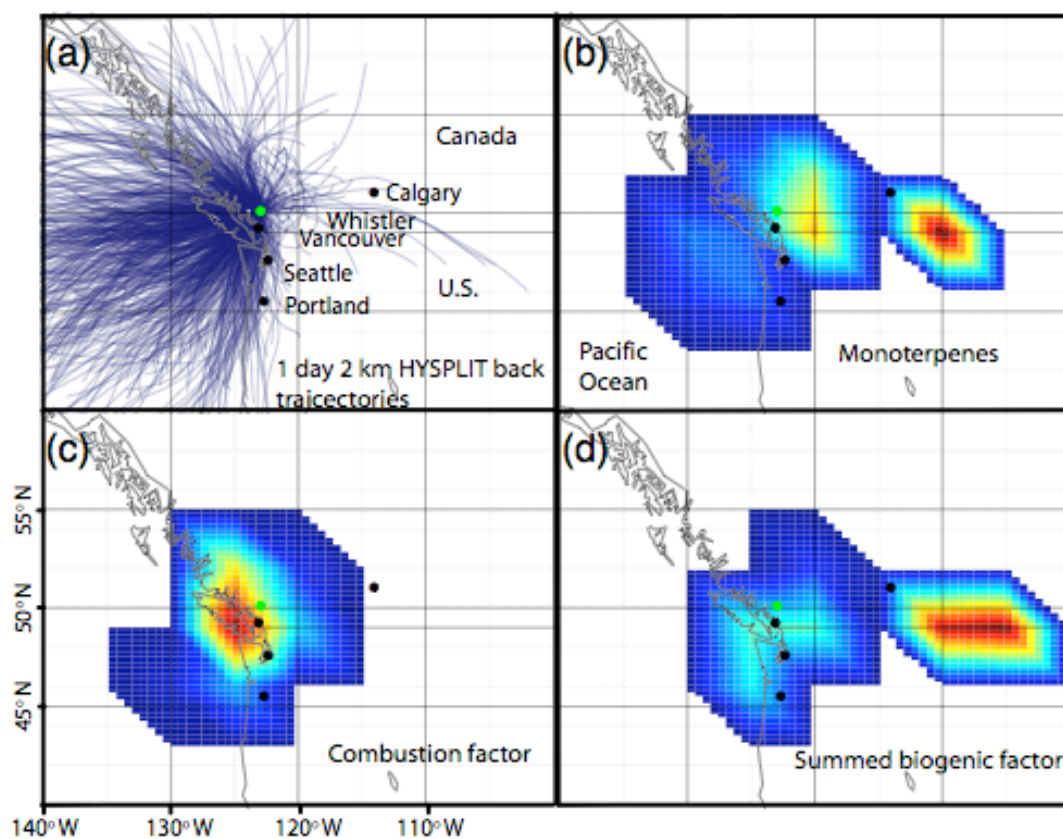 (a)
Canada
Calgary
Whistler
Vancouver
Seattle
U.S.
Portland
1 day 2 km HYSPLIT back
traicectories
(b)
Pacific
Ocean
Monoterpenes
(c)
55°N
50°N
45°N
Combustion factor
140°W
130°W
120°W
110°W
(d)
Summed biogenic factor